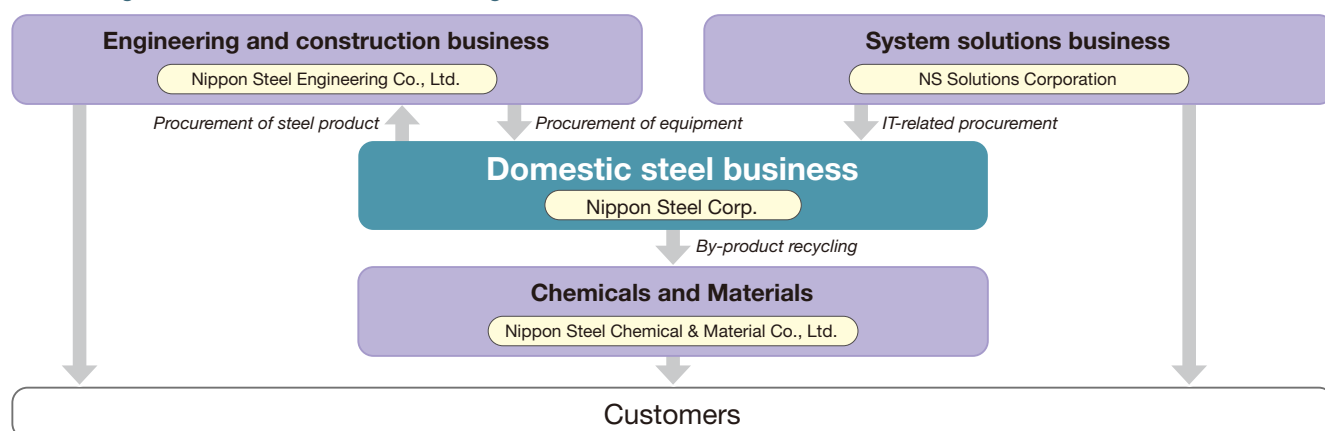 Engineering and construction business
Nippon Steel Engineering Co., Ltd.
System solutions business
NS Solutions Corporation
Procurement of steel product
Procurement of equipment
IT-related procurement
Domestic steel business
Nippon Steel Corp.
By-product recycling
Chemicals and Materials
Nippon Steel Chemical & Material Co., Ltd.
Customers